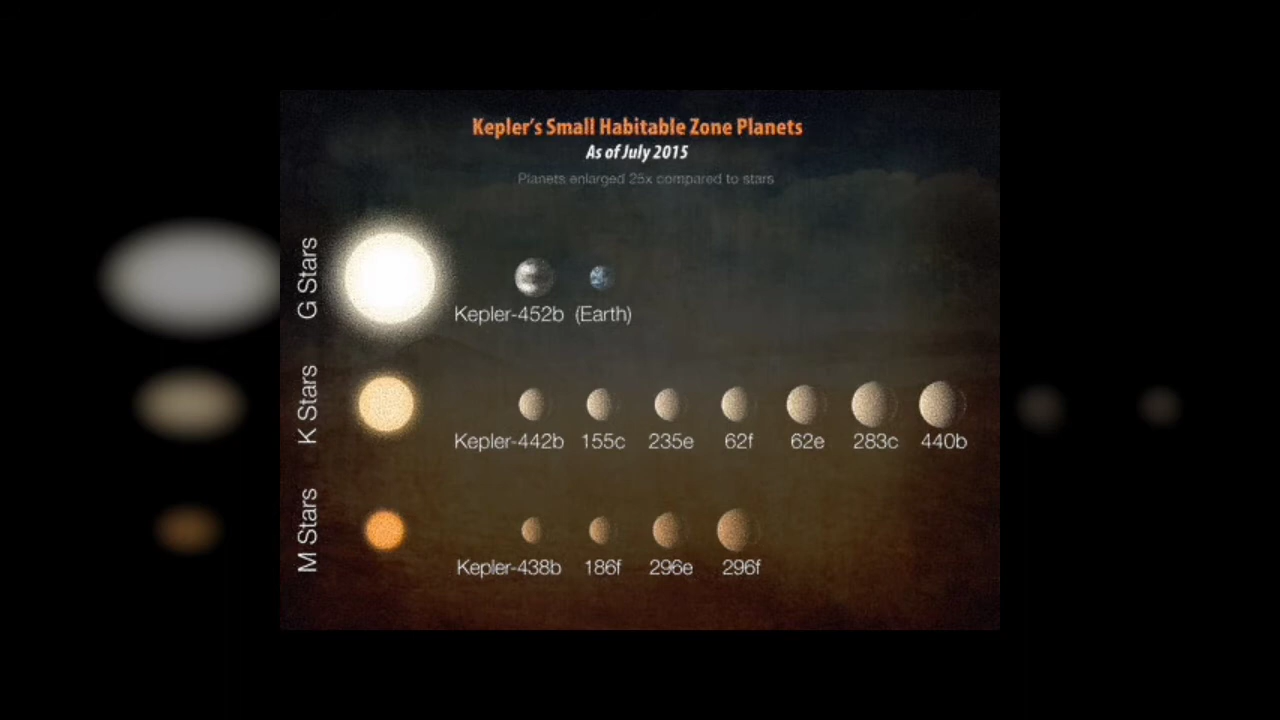 Kepler's Small Habitable Zone Planets
As of July 2015
Planets enlarged 25x compared to stars
G Stars
Kepler-452b (Earth)
K Stars
Kepler-442b 155c 235e 62f 62e 283c 440b
M Stars
Kepler-438b 186f 296e 296f